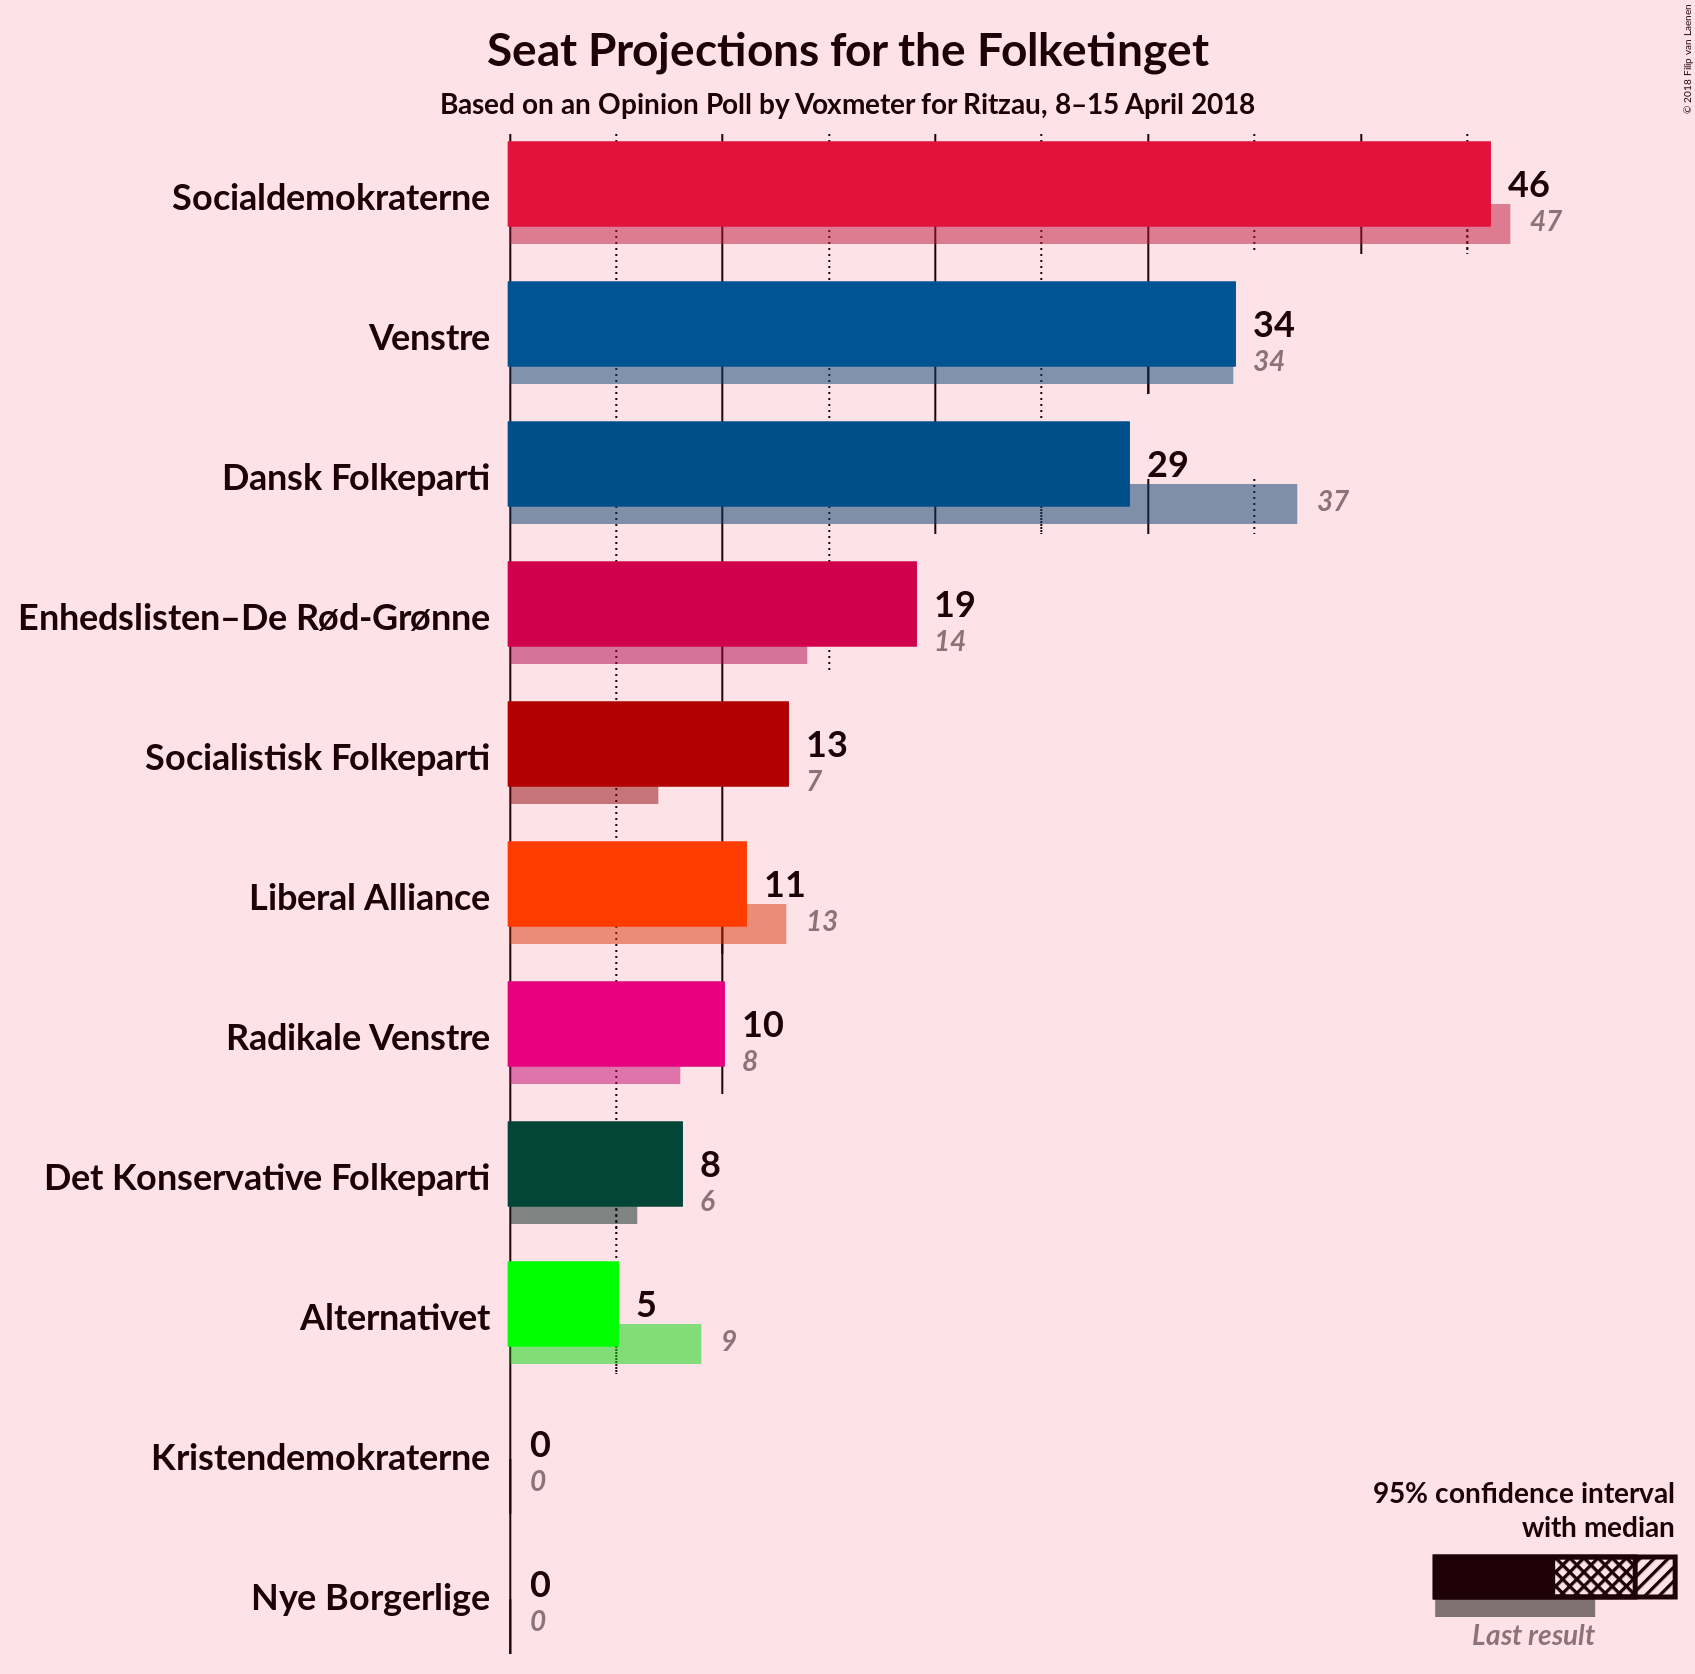 Seat Projections for the Folketinget
Based on an Opinion Poll by Voxmeter for Ritzau, 8–15 April 2018
© 2018 Filip van Laenen
Socialdemokraterne
46
47
Venstre
34
34
Dansk Folkeparti
29
37
Enhedslisten–De Rød-Grønne
19
14
Socialistisk Folkeparti
13
7
Liberal Alliance
11
13
Radikale Venstre
10
8
Det Konservative Folkeparti
8
6
Alternativet
5
9
Kristendemokraterne
0
0
Nye Borgerlige
0
0
95% confidence interval
with median
Last result